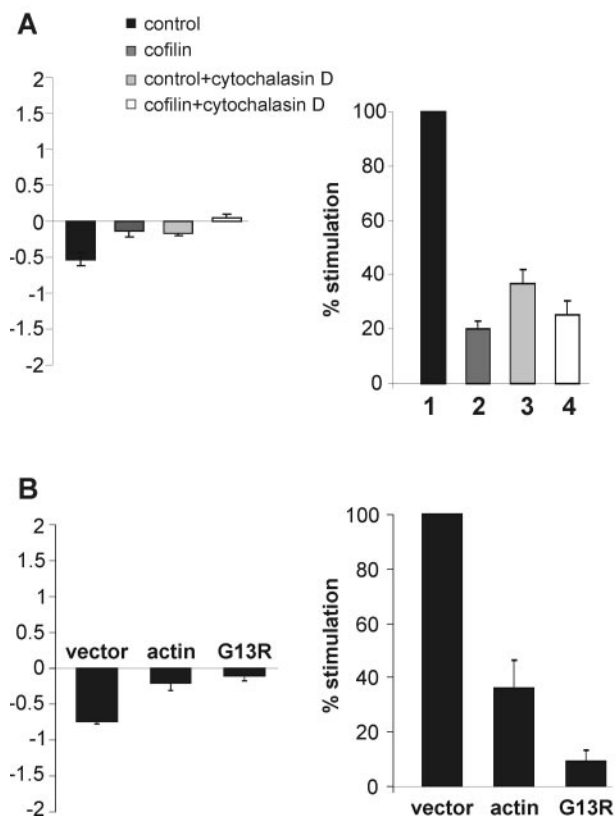 A
control
cofilin
control+cytochalasin D
cofilin+cytochalasin D
2
1.5
1
0.5
0
-0.5
-1
-1.5
-2
% stimulation
100
80
60
40
20
0
1 2 3 4
B
2
1.5
1
0.5
0
-0.5
-1
-1.5
-2
vector actin G13R
% stimulation
100
80
60
40
20
0
vector actin G13R